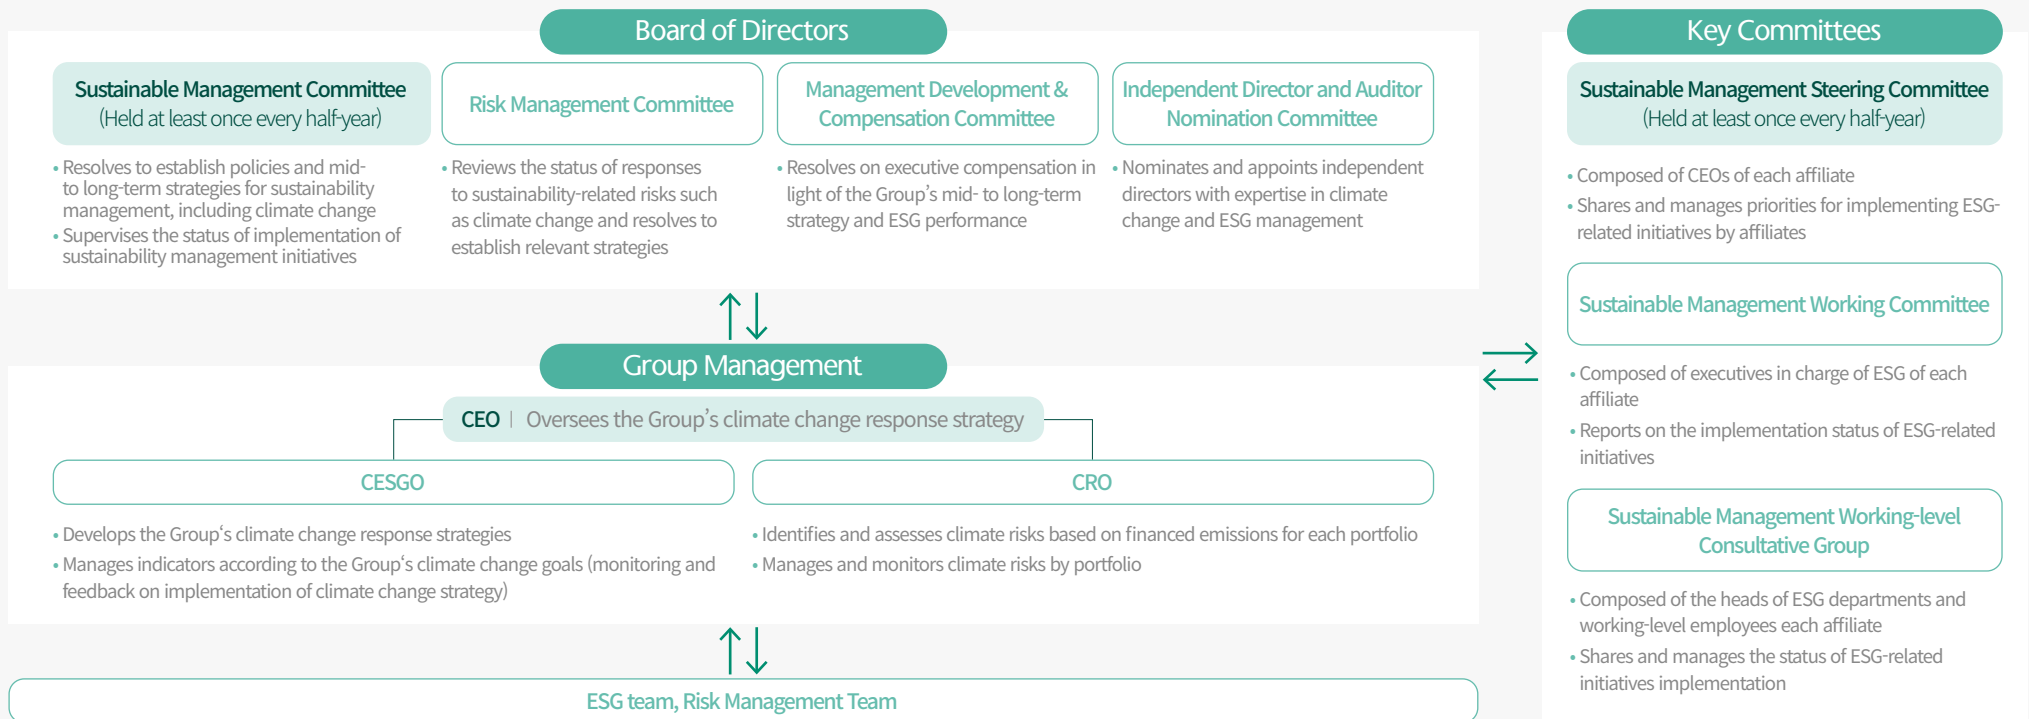 Board of Directors
Sustainable Management Committee
(Held at least once every half-year)
• Resolves to establish policies and mid-
to long-term strategies for sustainability
management, including climate change
• Supervises the status of implementation of
sustainability management initiatives
Risk Management Committee
• Reviews the status of responses
to sustainability-related risks such
as climate change and resolves to
establish relevant strategies
Management Development &
Compensation Committee
• Resolves on executive compensation in
light of the Group's mid- to long-term
strategy and ESG performance
Independent Director and Auditor
Nomination Committee
• Nominates and appoints independent
directors with expertise in climate
change and ESG management
Group Management
CEO | Oversees the Group's climate change response strategy
CESGO
• Develops the Group‘s climate change response strategies
• Manages indicators according to the Group‘s climate change goals (monitoring and
feedback on implementation of climate change strategy)
CRO
• Identifies and assesses climate risks based on financed emissions for each portfolio
• Manages and monitors climate risks by portfolio
ESG team, Risk Management Team
Key Committees
Sustainable Management Steering Committee
(Held at least once every half-year)
• Composed of CEOs of each affiliate
• Shares and manages priorities for implementing ESG-
related initiatives by affiliates
Sustainable Management Working Committee
• Composed of executives in charge of ESG of each
affiliate
• Reports on the implementation status of ESG-related
initiatives
Sustainable Management Working-level
Consultative Group
• Composed of the heads of ESG departments and
working-level employees each affiliate
• Shares and manages the status of ESG-related
initiatives implementation